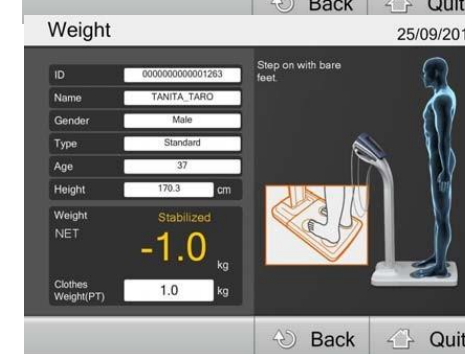 Back Quit
Weight 25/09/201
ID 0000000000001263
Name TANITA_TARO
Gender Male
Type Standard
Age 37
Height 170.3 cm
Weight Stabilized
NET
-1.0 kg
Clothes
Weight(PT) 1.0 kg
Step on with bare
feet.
Back Quit